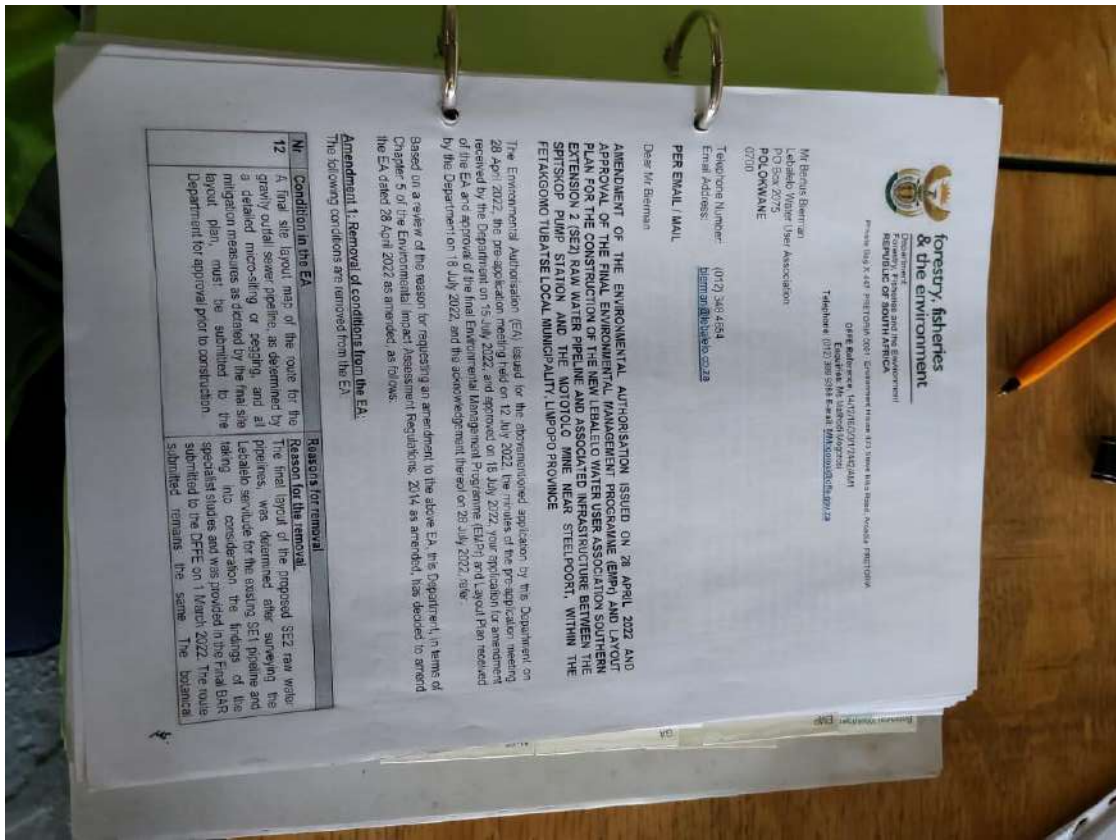 forestry, fisheries
& the environment
Department:
Forestry, Fisheries and the Environment
REPUBLIC OF SOUTH AFRICA
Private Bag X 447, PRETORIA 0001, Environment House 473 Steve Biko Road, Arcadia, PRETORIA
Telephone (012) 399
DFFE Reference: 14/12/16/3/3/1/2442/AM1
Enquiries: Ms
Mr Bertus Bierman
Lebalelo Water User Association
PO Box 2075
POLOKWANE
0700
Telephone Number: (012) 348 4654
Email Address: bierman@lebalelo.co.za
PER EMAIL / MAIL
Dear Mr Bierman
AMENDMENT OF THE ENVIRONMENTAL AUTHORISATION ISSUED ON 28 APRIL 2022 AND
APPROVAL OF THE FINAL ENVIRONMENTAL MANAGEMENT PROGRAMME (EMPr) AND LAYOUT
PLAN FOR THE CONSTRUCTION OF THE NEW LEBALELO WATER USER ASSOCIATION SOUTHERN
EXTENSION 2 (SE2) RAW WATER PIPELINE AND ASSOCIATED INFRASTRUCTURE BETWEEN THE
SPITSKOP PUMP STATION AND THE MOTOTOLO MINE NEAR STEELPOORT, WITHIN THE
FETAKGOMO TUBATSE LOCAL MUNICIPALITY, LIMPOPO PROVINCE
The Environmental Authorisation (EA) issued for the abovementioned application by this Department on
28 April 2022, the pre-application meeting held on 12 July 2022, the minutes of the pre-application meeting
received by the Department on 15 July 2022, and approved on 18 July 2022, your application for amendment
of the EA and approval of the final Environmental Management Programme (EMPr) and Layout Plan received
by the Department on 18 July 2022, and the acknowledgement thereof on 28 July 2022, refer.
Based on a review of the reason for requesting an amendment to the above EA, this Department, in terms of
Chapter 5 of the Environmental Impact Assessment Regulations, 2014 as amended, has decided to amend
the EA dated 28 April 2022 as amended, as follows:
Amendment 1: Removal of conditions from the EA:
The following conditions are removed from the EA
Nr Condition in the EA Reasons for removal
12 A final site layout map of the route for the
gravity outfall sewer pipeline, as determined by
a detailed micro-siting or pegging, and all
mitigation measures as dictated by the final site
layout plan, must be submitted to the
Department for approval prior to construction.
Reason for the removal
The final layout of the proposed SE2 raw water
pipelines, was determined after surveying the
Lebalelo servitude for the existing SE1 pipeline and
taking into consideration the findings of the
specialist studies and was provided in the Final BAR
submitted to the DFFE on 1 March 2022. The route
submitted remains the same. The botanical
EMP